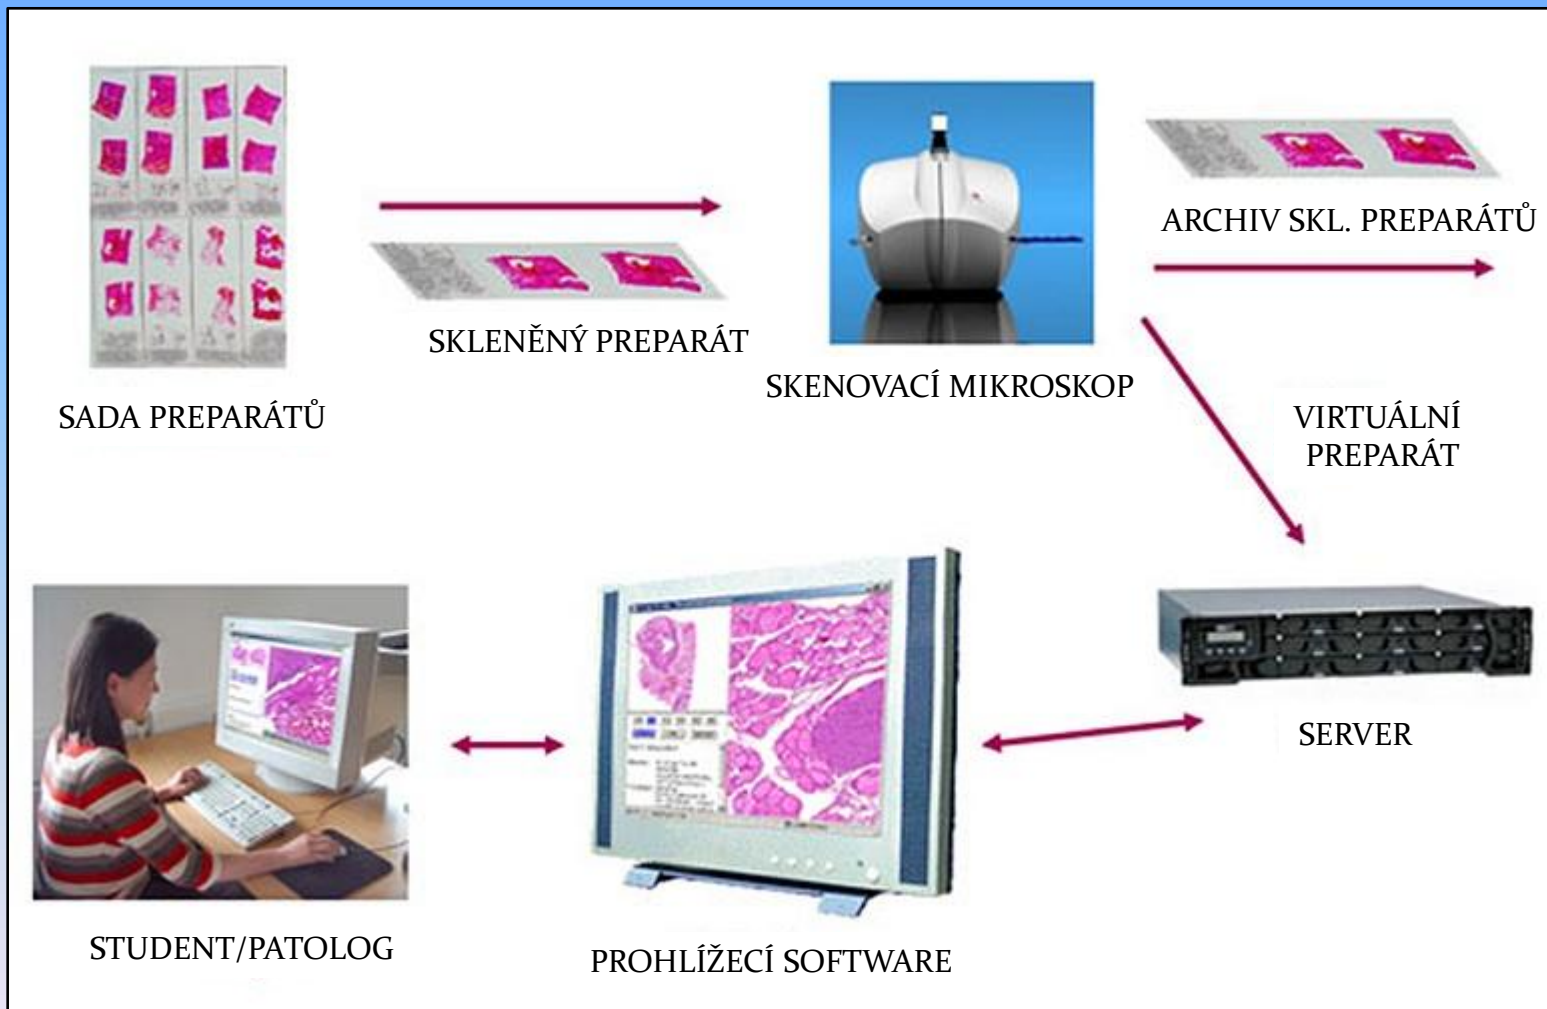 SADA PREPARÁTŮ
SKLENĚNÝ PREPARÁT
SKENOVACÍ MIKROSKOP
ARCHIV SKL. PREPARÁTŮ
VIRTUÁLNÍ
PREPARÁT
SERVER
PROHLÍŽECÍ SOFTWARE
STUDENT/PATOLOG